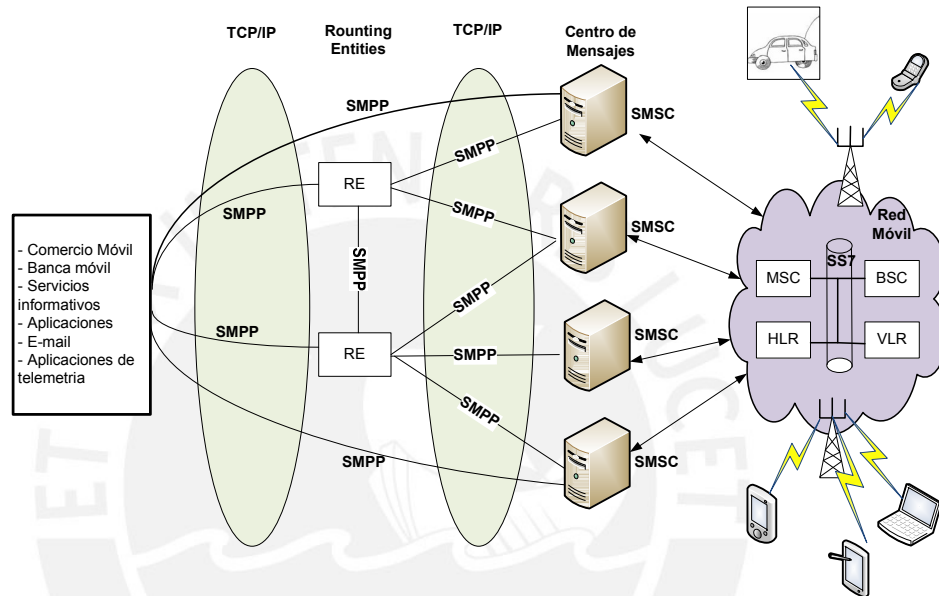 TCP/IP
Rounting
Entities
TCP/IP
Centro de
Mensajes
SMPP
SMPP
SMPP
SMPP
SMPP
SMPP
SMPP
SMPP
SMPP
SMPP
RE
RE
SMSC
SMSC
SMSC
SMSC
- Comercio Móvil
- Banca móvil
- Servicios
informativos
- Aplicaciones
- E-mail
- Aplicaciones de
telemetria
Red
Móvil
SS7
MSC
BSC
HLR
VLR